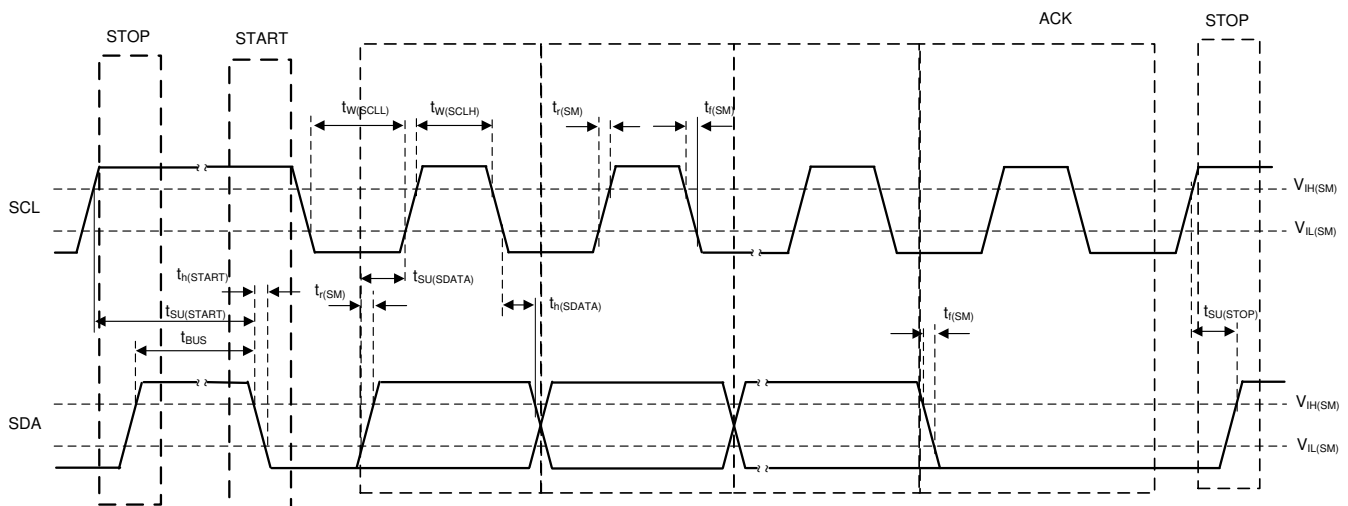 STOP
START
ACK
STOP
tW(SCLL)
tW(SCLH)
tr(SM)
tf(SM)
SCL
VIH(SM)
VIL(SM)
th(START)
tr(SM)
tSU(SDATA)
th(SDATA)
tSU(START)
tBUS
tf(SM)
tSU(STOP)
SDA
VIH(SM)
VIL(SM)